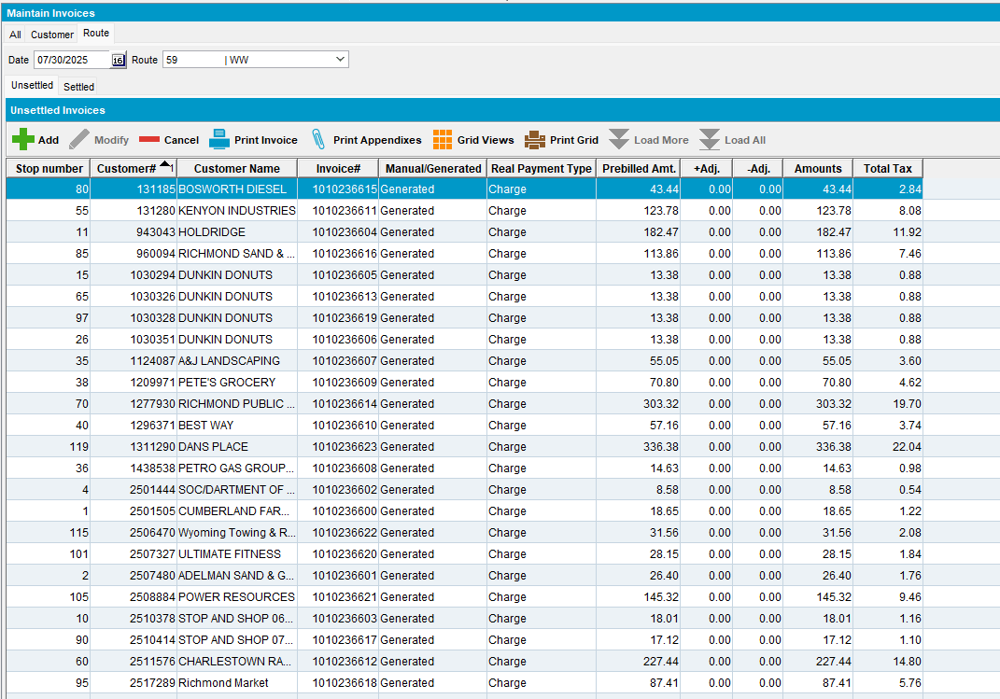 Maintain Invoices
All Customer Route
Date 07/30/2025 16 Route 59 | WW
Unsettled Settled
Unsettled Invoices
Add Modify Cancel Print Invoice Print Appendixes Grid Views Print Grid Load More Load All
Stop number Customer# 1 Customer Name Invoice# Manual/Generated Real Payment Type Prebilled Amt. +Adj. -Adj. Amounts Total Tax
80 131185 BOSWORTH DIESEL 1010236615 Generated Charge 43.44 0.00 0.00 43.44 2.84
55 131280 KENYON INDUSTRIES 1010236611 Generated Charge 123.78 0.00 0.00 123.78 8.08
11 943043 HOLDRIDGE 1010236604 Generated Charge 182.47 0.00 0.00 182.47 11.92
85 960094 RICHMOND SAND & ... 1010236616 Generated Charge 113.86 0.00 0.00 113.86 7.46
15 1030294 DUNKIN DONUTS 1010236605 Generated Charge 13.38 0.00 0.00 13.38 0.88
65 1030326 DUNKIN DONUTS 1010236613 Generated Charge 13.38 0.00 0.00 13.38 0.88
97 1030328 DUNKIN DONUTS 1010236619 Generated Charge 13.38 0.00 0.00 13.38 0.88
26 1030351 DUNKIN DONUTS 1010236606 Generated Charge 13.38 0.00 0.00 13.38 0.88
35 1124087 A&J LANDSCAPING 1010236607 Generated Charge 55.05 0.00 0.00 55.05 3.60
38 1209971 PETE'S GROCERY 1010236609 Generated Charge 70.80 0.00 0.00 70.80 4.62
70 1277930 RICHMOND PUBLIC ... 1010236614 Generated Charge 303.32 0.00 0.00 303.32 19.70
40 1296371 BEST WAY 1010236610 Generated Charge 57.16 0.00 0.00 57.16 3.74
119 1311290 DANS PLACE 1010236623 Generated Charge 336.38 0.00 0.00 336.38 22.04
36 1438538 PETRO GAS GROUP... 1010236608 Generated Charge 14.63 0.00 0.00 14.63 0.98
4 2501444 SOC/DARTMENT OF ... 1010236602 Generated Charge 8.58 0.00 0.00 8.58 0.54
1 2501505 CUMBERLAND FAR... 1010236600 Generated Charge 18.65 0.00 0.00 18.65 1.22
115 2506470 Wyoming Towing & R... 1010236622 Generated Charge 31.56 0.00 0.00 31.56 2.08
101 2507327 ULTIMATE FITNESS 1010236620 Generated Charge 28.15 0.00 0.00 28.15 1.84
2 2507480 ADELMAN SAND & G... 1010236601 Generated Charge 26.40 0.00 0.00 26.40 1.76
105 2508884 POWER RESOURCES 1010236621 Generated Charge 145.32 0.00 0.00 145.32 9.46
10 2510378 STOP AND SHOP 06... 1010236603 Generated Charge 18.01 0.00 0.00 18.01 1.16
90 2510414 STOP AND SHOP 07... 1010236617 Generated Charge 17.12 0.00 0.00 17.12 1.10
60 2511576 CHARLESTOWN RA... 1010236612 Generated Charge 227.44 0.00 0.00 227.44 14.80
95 2517289 Richmond Market 1010236618 Generated Charge 87.41 0.00 0.00 87.41 5.76